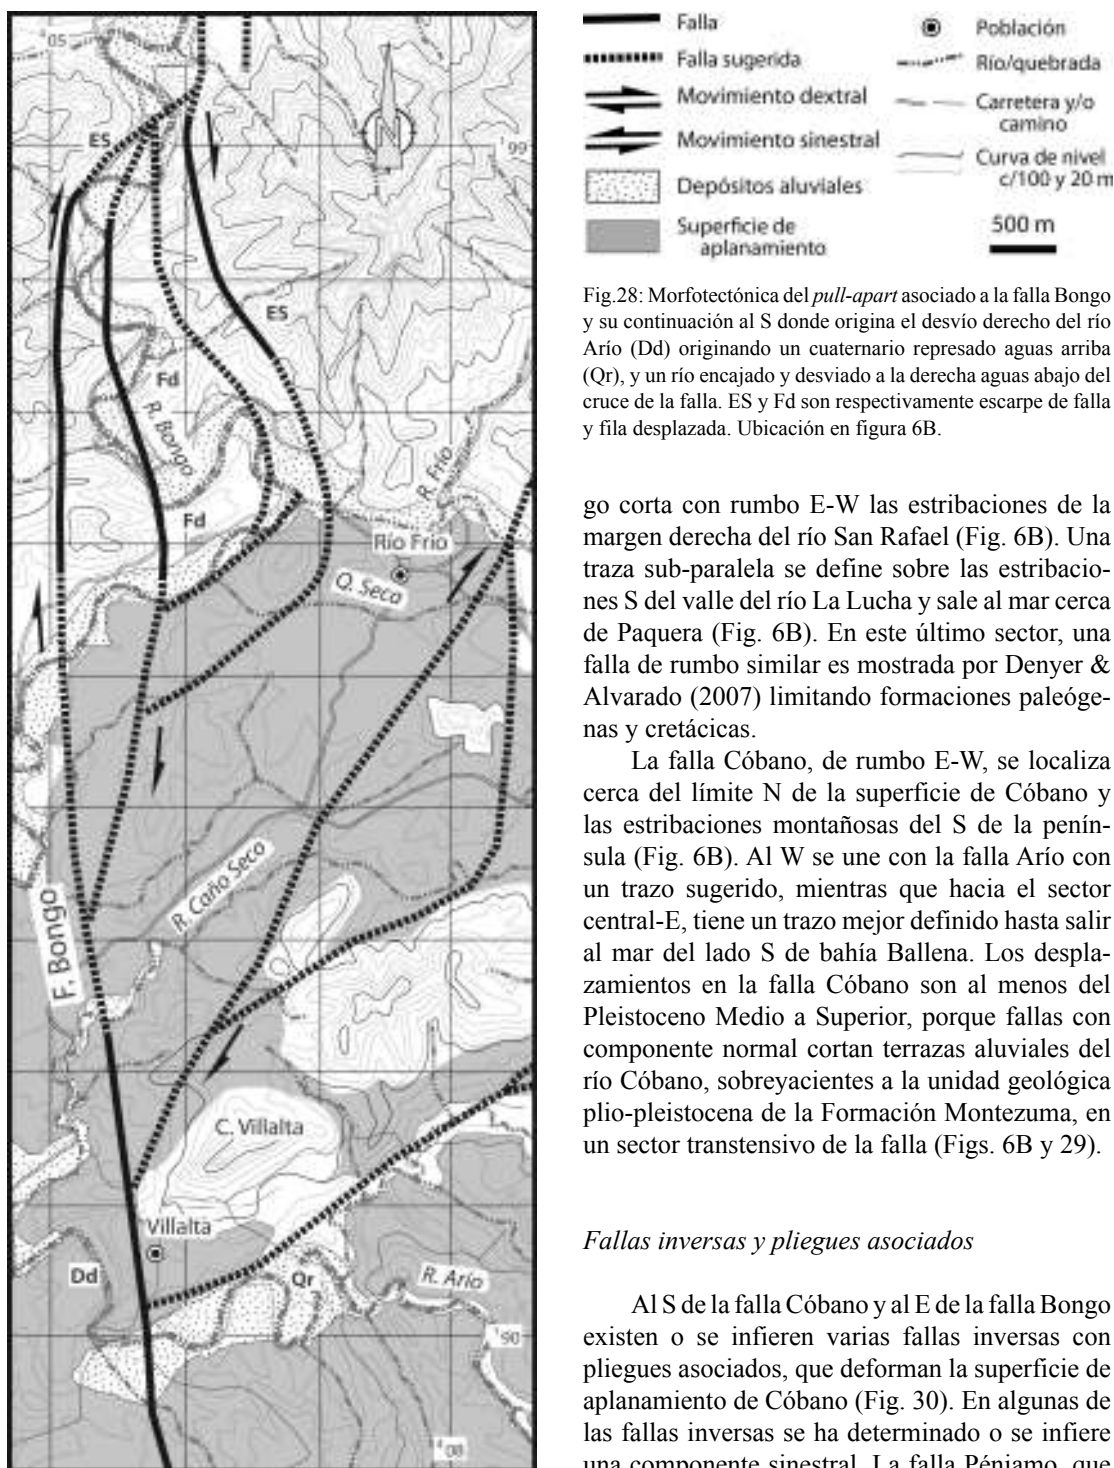 05
ES
N
1 99
ES
Fd
R. Bongo
R. Frío
Fd
Río Frío
Q. Seco
R. Caño Seco
F. Bongo
C. Villalta
Villalta
Dd
Qr
R. Arío
1 90
4 08
Falla
Población
Falla sugerida
Río/quebrada
Movimiento dextral
Carretera y/o
camino
Movimiento sinestral
Curva de nivel
c/100 y 20 m
Depósitos aluviales
Superficie de
aplanamiento
500 m
Fig.28: Morfotectónica del pull-apart asociado a la falla Bongo
y su continuación al S donde origina el desvío derecho del río
Arío (Dd) originando un cuaternario represado aguas arriba
(Qr), y un río encajado y desviado a la derecha aguas abajo del
cruce de la falla. ES y Fd son respectivamente escarpe de falla
y fila desplazada. Ubicación en figura 6B.
go corta con rumbo E-W las estribaciones de la
margen derecha del río San Rafael (Fig. 6B). Una
traza sub-paralela se define sobre las estribacio-
nes S del valle del río La Lucha y sale al mar cerca
de Paquera (Fig. 6B). En este último sector, una
falla de rumbo similar es mostrada por Denyer &
Alvarado (2007) limitando formaciones paleóge-
nas y cretácicas.
La falla Cóbano, de rumbo E-W, se localiza
cerca del límite N de la superficie de Cóbano y
las estribaciones montañosas del S de la penín-
sula (Fig. 6B). Al W se une con la falla Arío con
un trazo sugerido, mientras que hacia el sector
central-E, tiene un trazo mejor definido hasta salir
al mar del lado S de bahía Ballena. Los despla-
zamientos en la falla Cóbano son al menos del
Pleistoceno Medio a Superior, porque fallas con
componente normal cortan terrazas aluviales del
río Cóbano, sobreyacientes a la unidad geológica
plio-pleistocena de la Formación Montezuma, en
un sector transtensivo de la falla (Figs. 6B y 29).
Fallas inversas y pliegues asociados
Al S de la falla Cóbano y al E de la falla Bongo
existen o se infieren varias fallas inversas con
pliegues asociados, que deforman la superficie de
aplanamiento de Cóbano (Fig. 30). En algunas de
las fallas inversas se ha determinado o se infiere
una componente sinestral. La falla Pénjamo, que